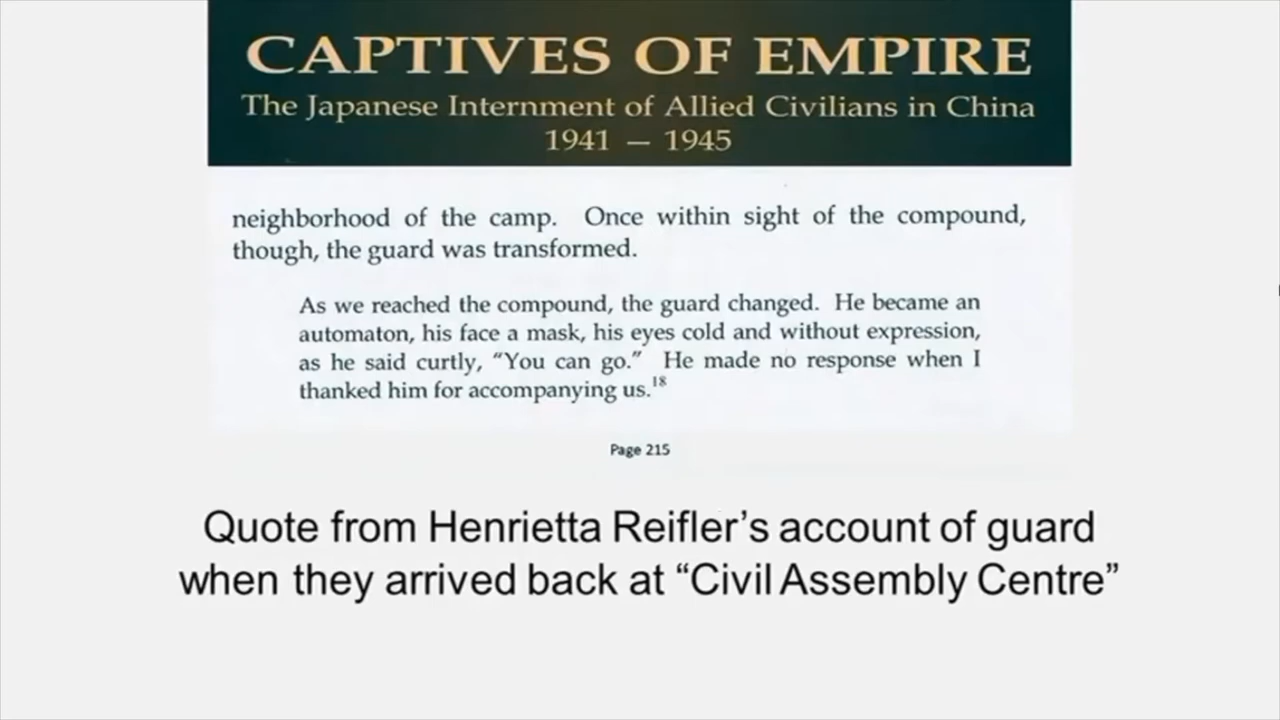 CAPTIVES OF EMPIRE
The Japanese Internment of Allied Civilians in China
1941 — 1945
neighborhood of the camp. Once within sight of the compound,
though, the guard was transformed.
As we reached the compound, the guard changed. He became an
automaton, his face a mask, his eyes cold and without expression,
as he said curtly, “You can go.” He made no response when I
thanked him for accompanying us.18
Page 215
Quote from Henrietta Reifler’s account of guard
when they arrived back at “Civil Assembly Centre”